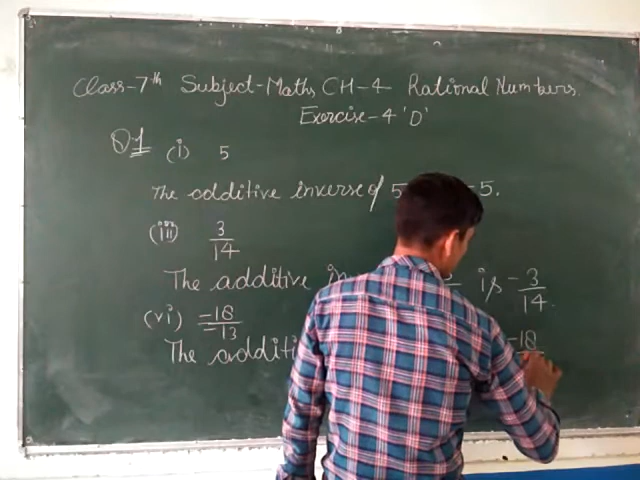 Class-7th Subject-Maths CH-4 Rational Numbers.
Exercise-4 'D'
Q.1 (i) 5
The additive inverse of 5 -5.
(iii) 3/14
The additive is -3/14.
(vi) -18/-13
The additi -18